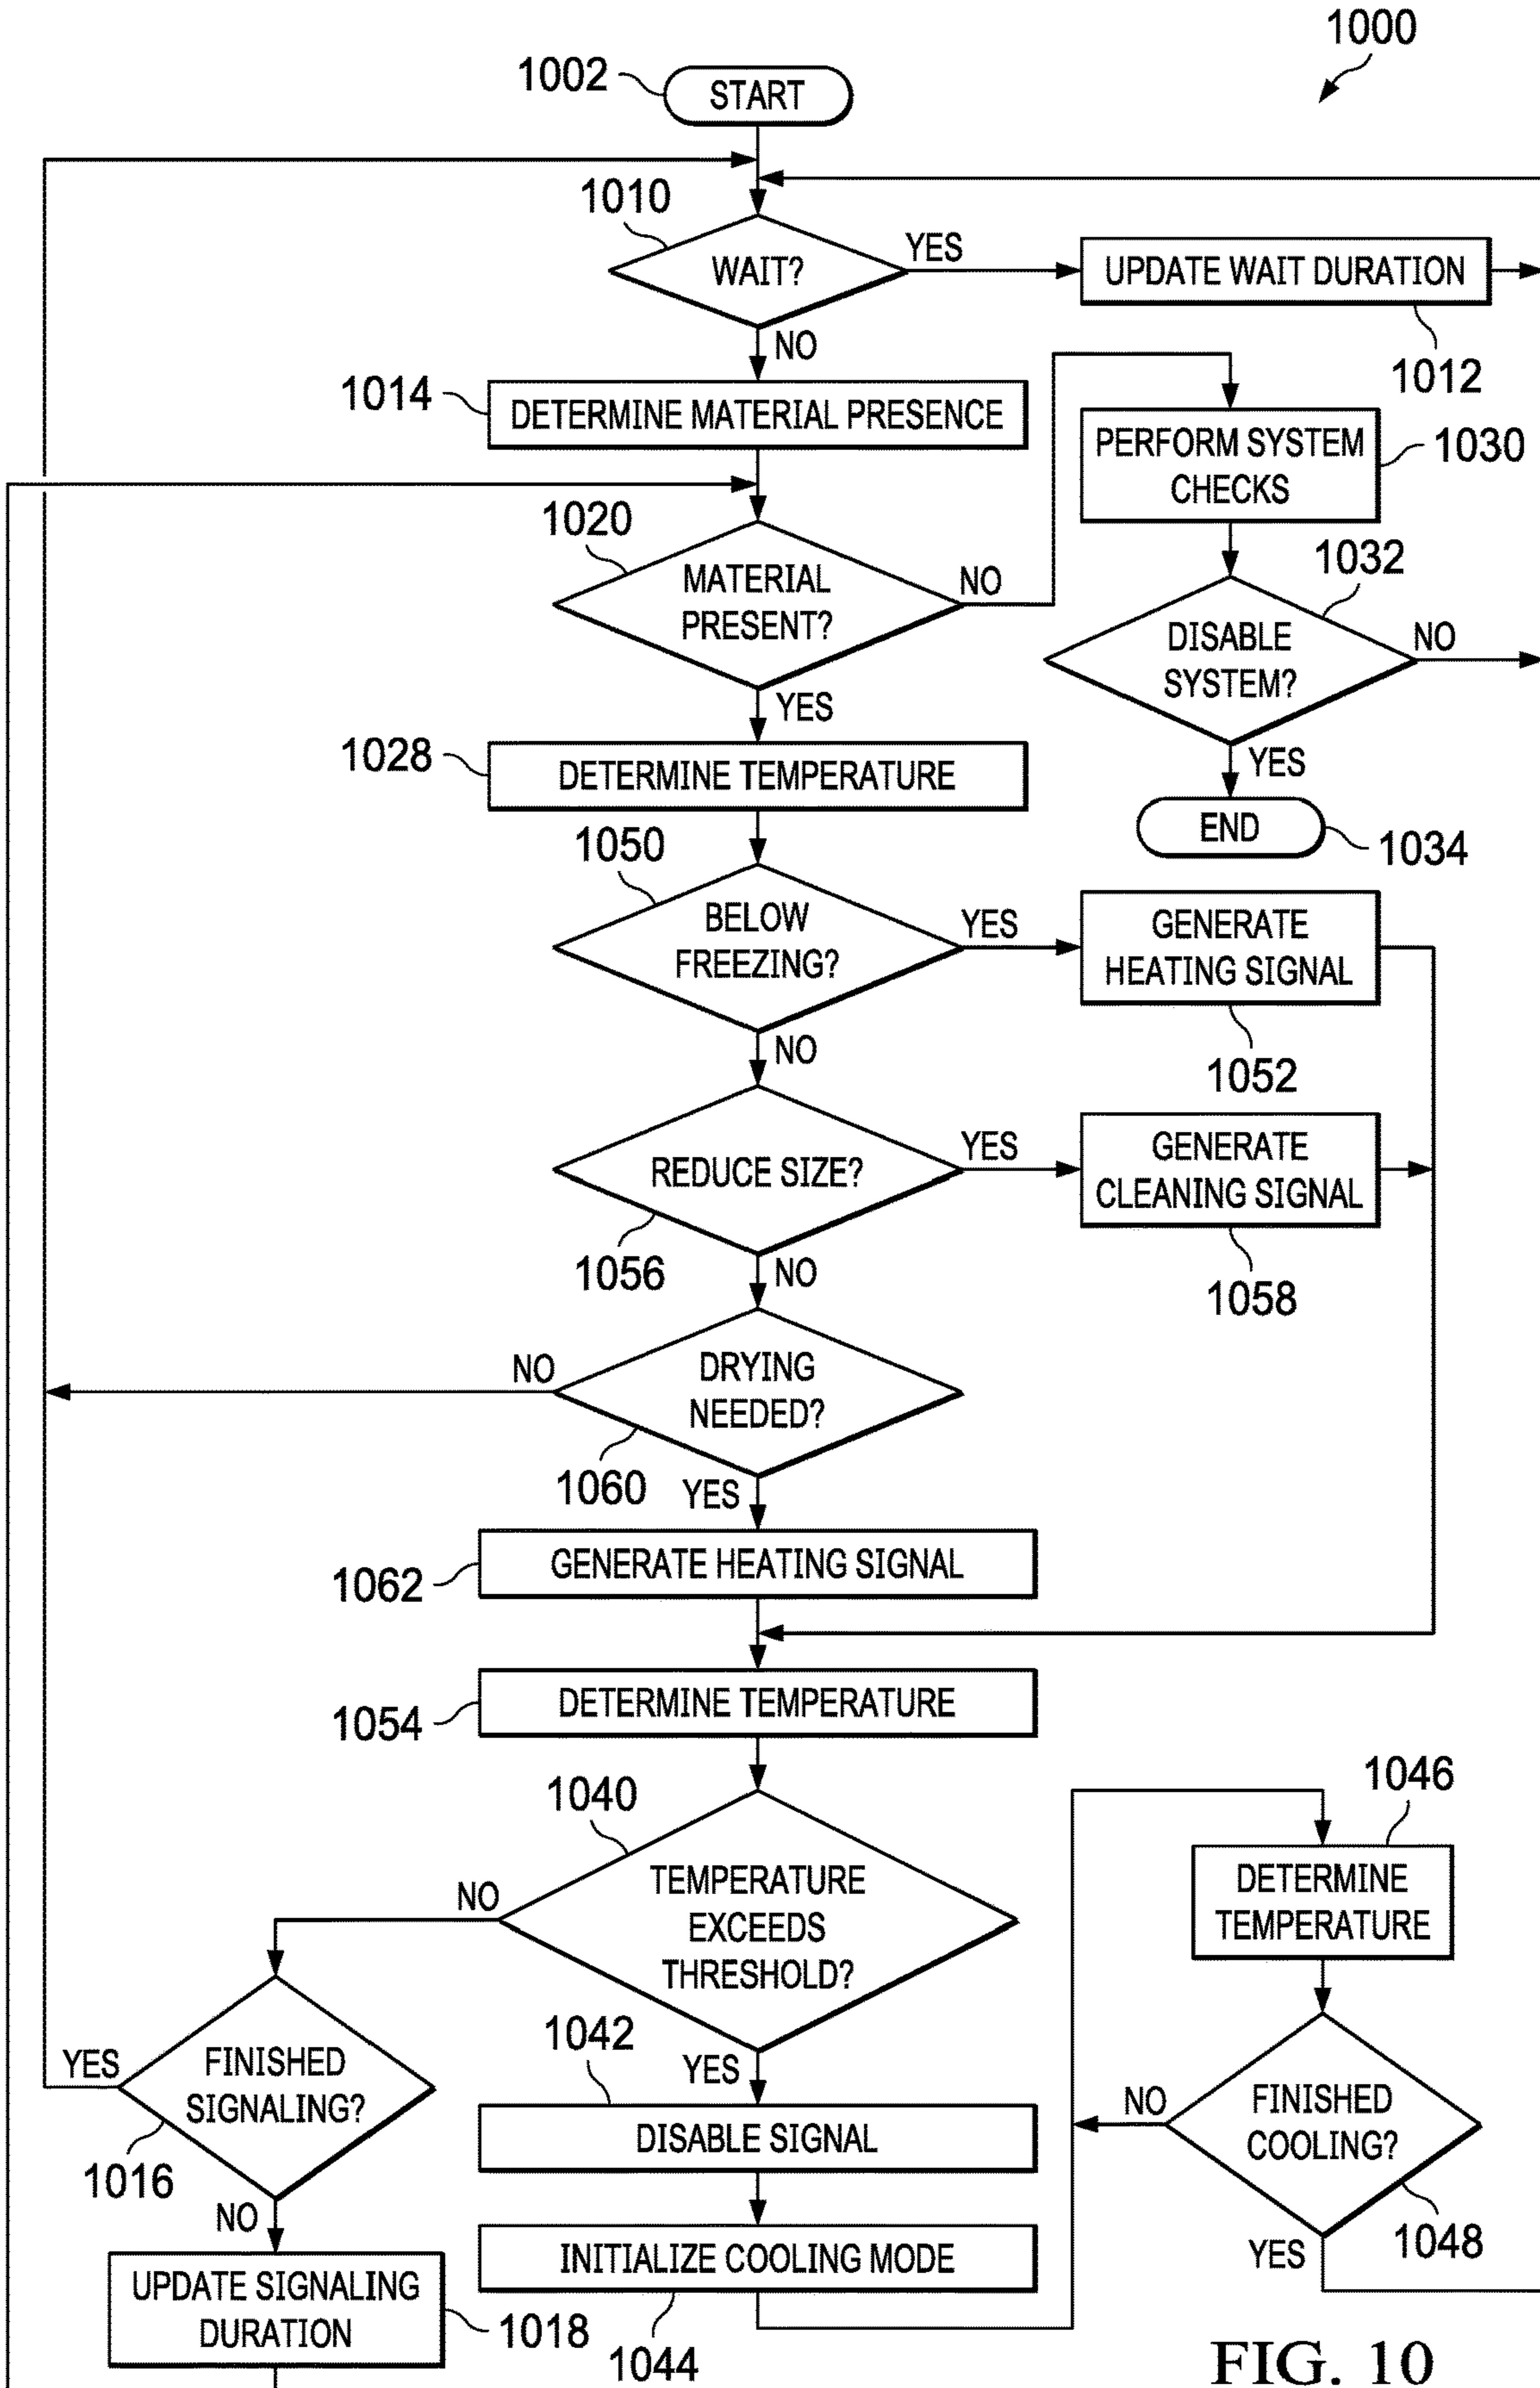 1000
1002
START
1010
WAIT?
YES
UPDATE WAIT DURATION
1012
NO
1014
DETERMINE MATERIAL PRESENCE
PERFORM SYSTEM
CHECKS
1030
1020
MATERIAL
PRESENT?
NO
1032
DISABLE
SYSTEM?
NO
YES
YES
1028
DETERMINE TEMPERATURE
END
1034
1050
BELOW
FREEZING?
YES
GENERATE
HEATING SIGNAL
1052
NO
REDUCE SIZE?
YES
GENERATE
CLEANING SIGNAL
1056
1058
NO
DRYING
NEEDED?
NO
1060
YES
1062
GENERATE HEATING SIGNAL
1054
DETERMINE TEMPERATURE
1040
TEMPERATURE
EXCEEDS
THRESHOLD?
NO
1046
DETERMINE
TEMPERATURE
YES
FINISHED
SIGNALING?
1016
NO
UPDATE SIGNALING
DURATION
1018
YES
1042
DISABLE SIGNAL
INITIALIZE COOLING MODE
1044
NO
FINISHED
COOLING?
1048
YES
FIG. 10